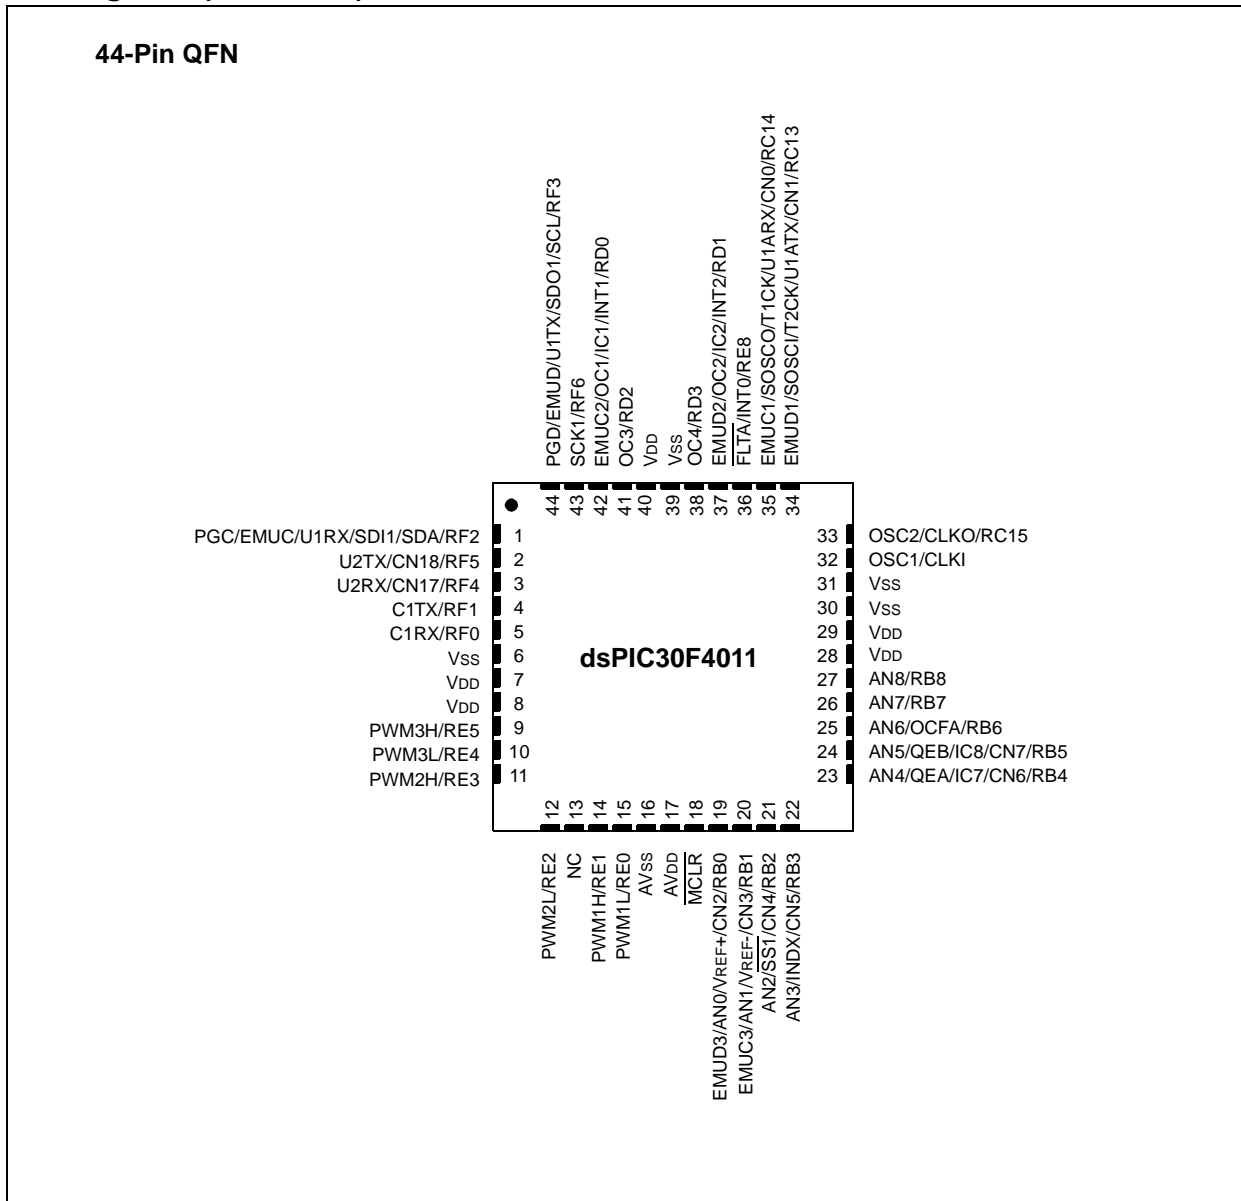 44-Pin QFN
PGD/EMUD/U1TX/SDO1/SCL/RF3
SCK1/RF6
EMUC2/OC1/IC1/INT1/RD0
OC3/RD2
VDD
VSS
OC4/RD3
EMUD2/OC2/IC2/INT2/RD1
FLTA/INT0/RE8
EMUC1/SOSCO/T1CK/U1ARX/CN0/RC14
EMUD1/SOSCI/T2CK/U1ATX/CN1/RC13
44
43
42
41
40
39
38
37
36
35
34
PGC/EMUC/U1RX/SDI1/SDA/RF2 1
U2TX/CN18/RF5 2
U2RX/CN17/RF4 3
C1TX/RF1 4
C1RX/RF0 5
VSS 6
VDD 7
VDD 8
PWM3H/RE5 9
PWM3L/RE4 10
PWM2H/RE3 11
dsPIC30F4011
33 OSC2/CLKO/RC15
32 OSC1/CLKI
31 VSS
30 VSS
29 VDD
28 VDD
27 AN8/RB8
26 AN7/RB7
25 AN6/OCFA/RB6
24 AN5/QEB/IC8/CN7/RB5
23 AN4/QEA/IC7/CN6/RB4
12
13
14
15
16
17
18
19
20
21
22
PWM2L/RE2
NC
PWM1H/RE1
PWM1L/RE0
AVSS
AVDD
MCLR
EMUD3/AN0/VREF+/CN2/RB0
EMUC3/AN1/VREF-/CN3/RB1
AN2/SS1/CN4/RB2
AN3/INDX/CN5/RB3